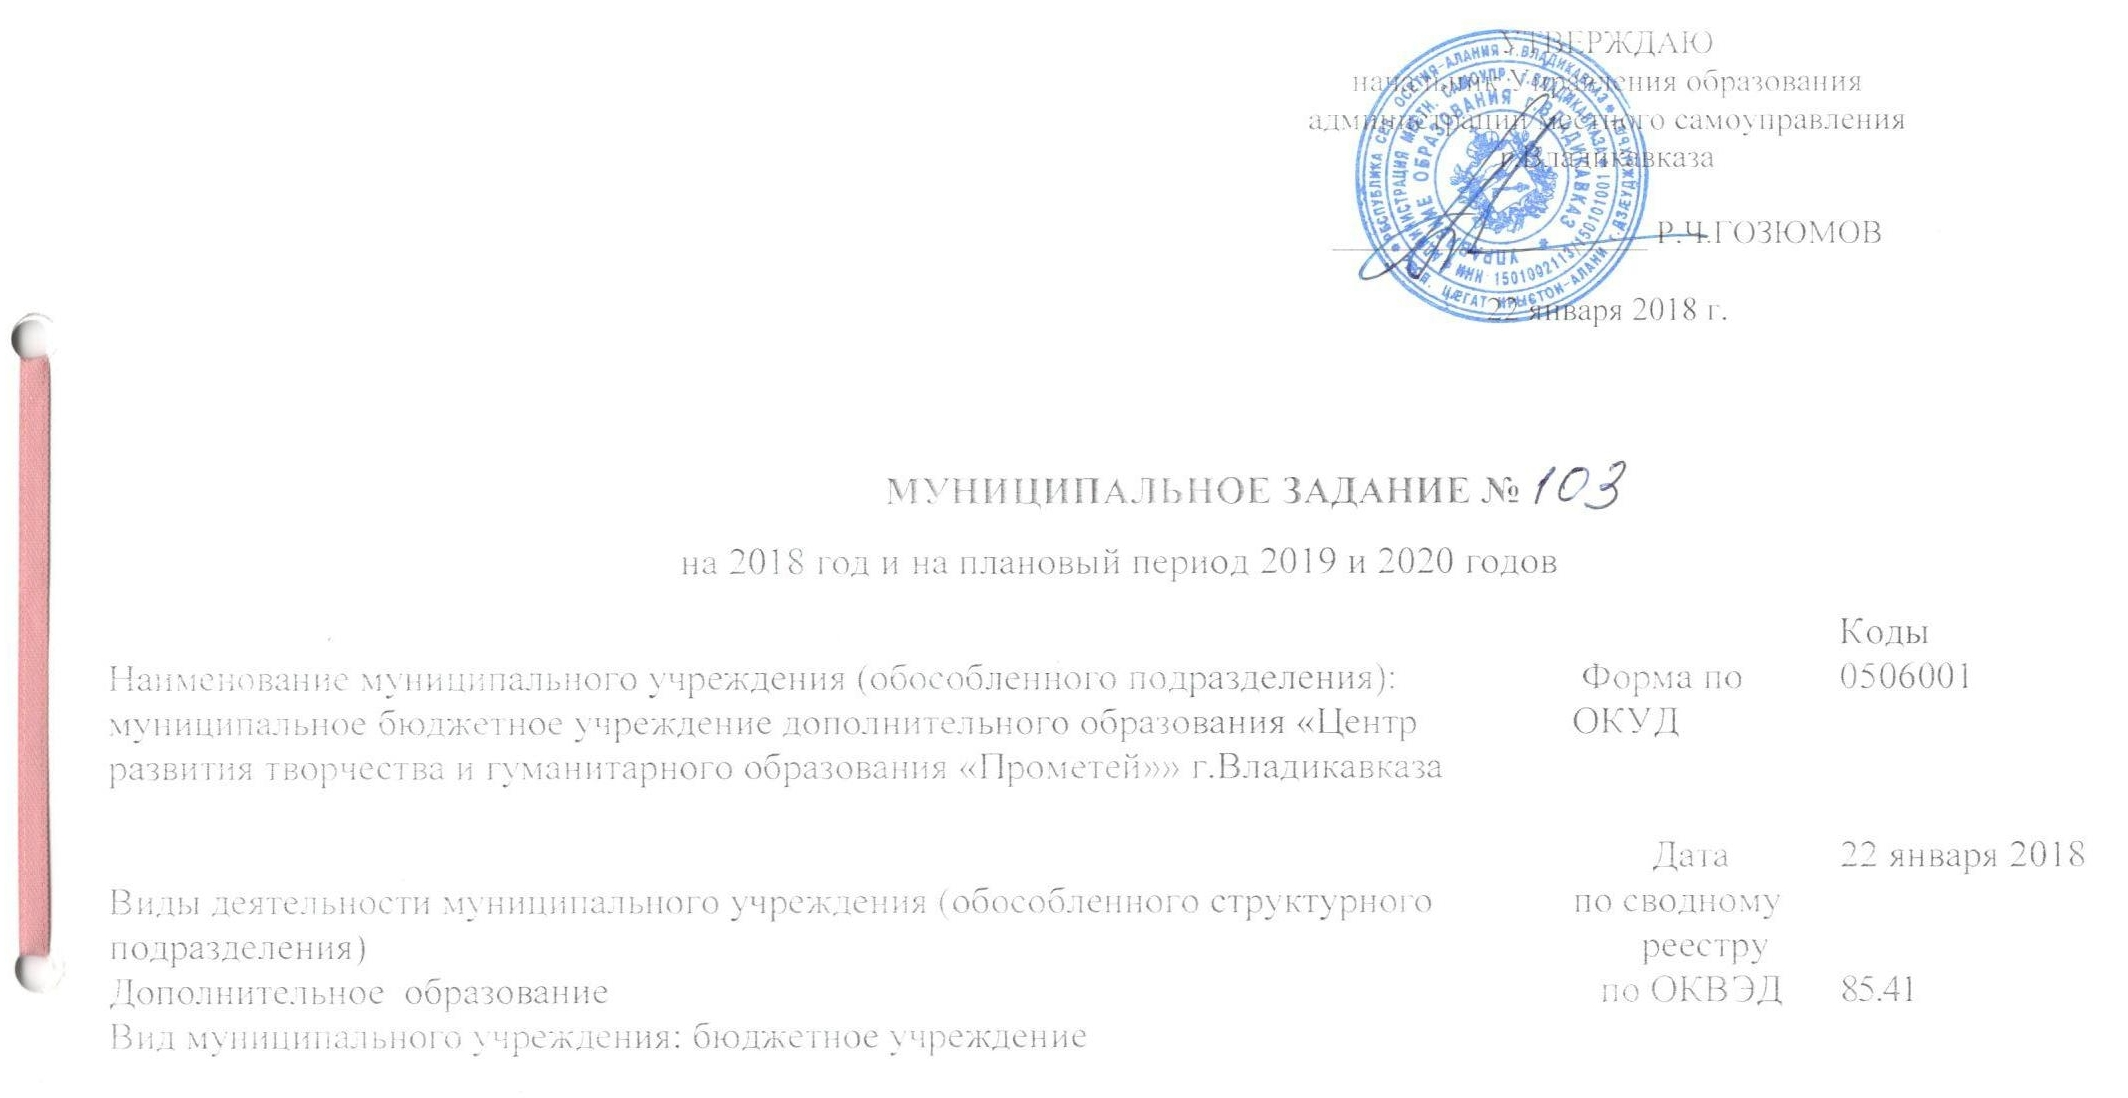 УТВЕРЖДАЮ
начальник Управления образования
администрации местного самоуправления
г.Владикавказа
Р.Ч.ГОЗЮМОВ
22 января 2018 г.
МУНИЦИПАЛЬНОЕ ЗАДАНИЕ № 103
на 2018 год и на плановый период 2019 и 2020 годов
Коды
Наименование муниципального учреждения (обособленного подразделения): Форма по 0506001
муниципальное бюджетное учреждение дополнительного образования «Центр ОКУД
развития творчества и гуманитарного образования «Прометей»» г.Владикавказа
Дата 22 января 2018
Виды деятельности муниципального учреждения (обособленного структурного по сводному
подразделения) реестру
Дополнительное образование по ОКВЭД 85.41
Вид муниципального учреждения: бюджетное учреждение